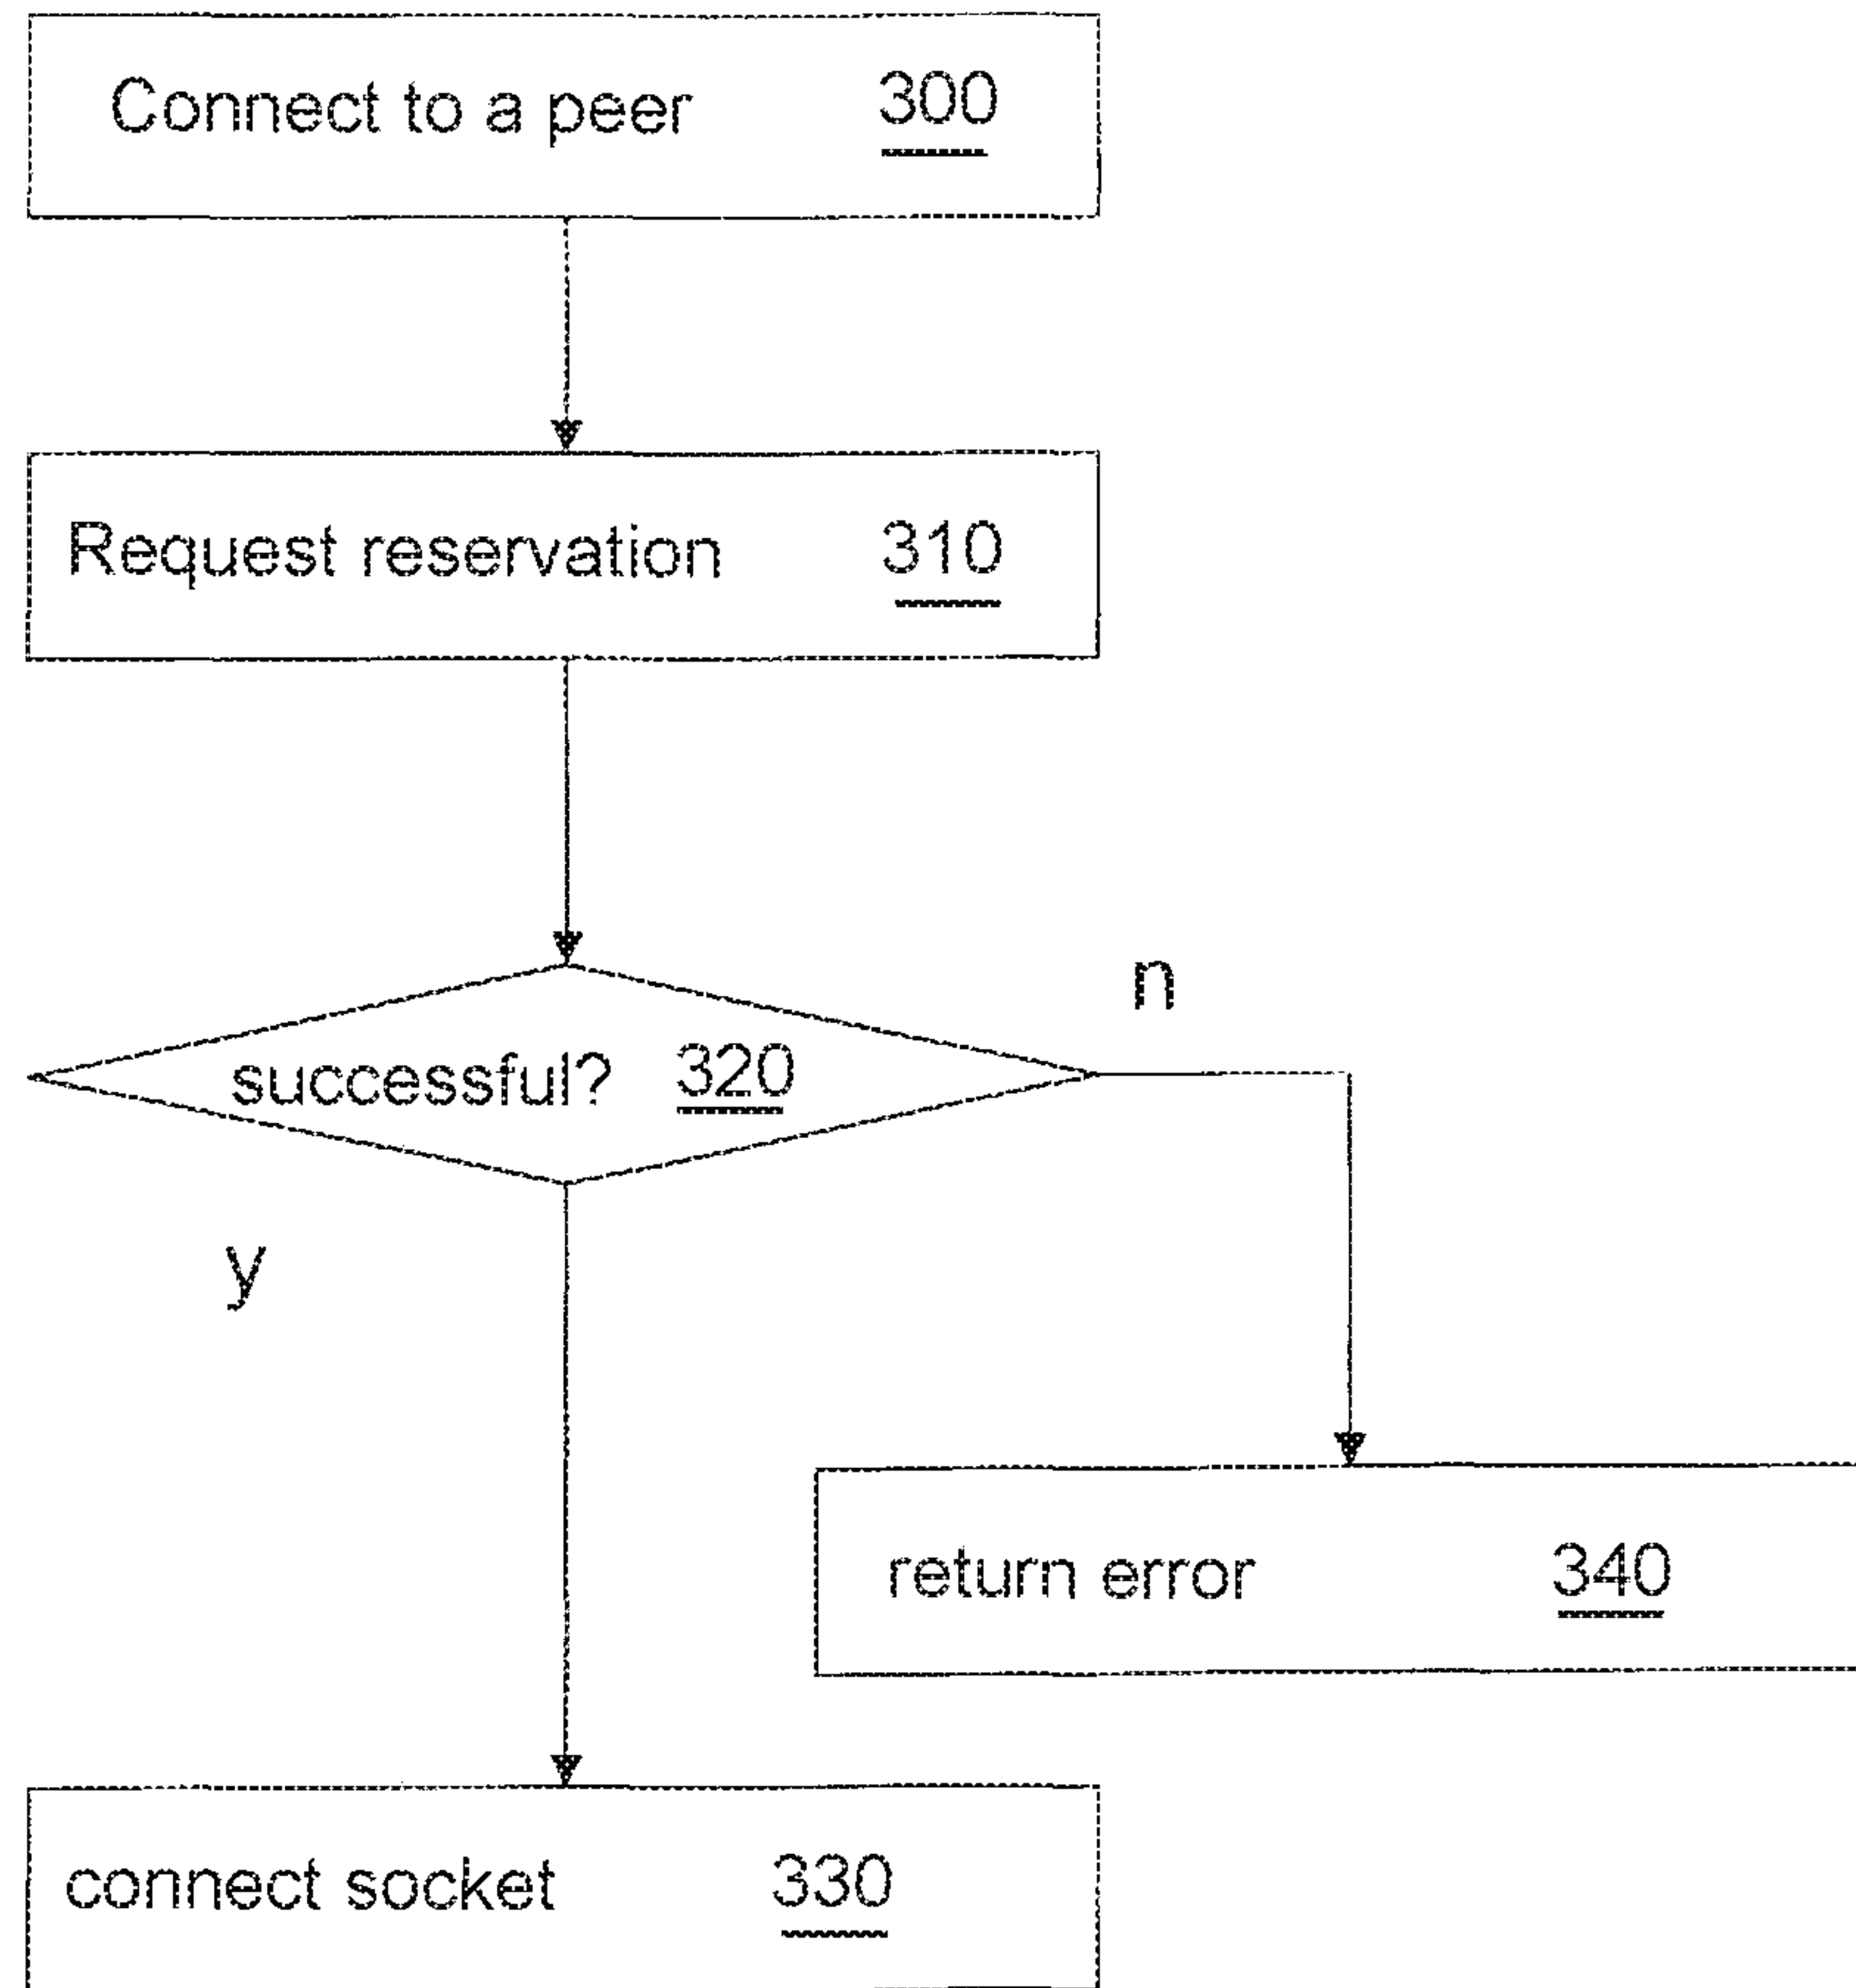 Connect to a peer 300
Request reservation 310
n
successful? 320
y
return error 340
connect socket 330